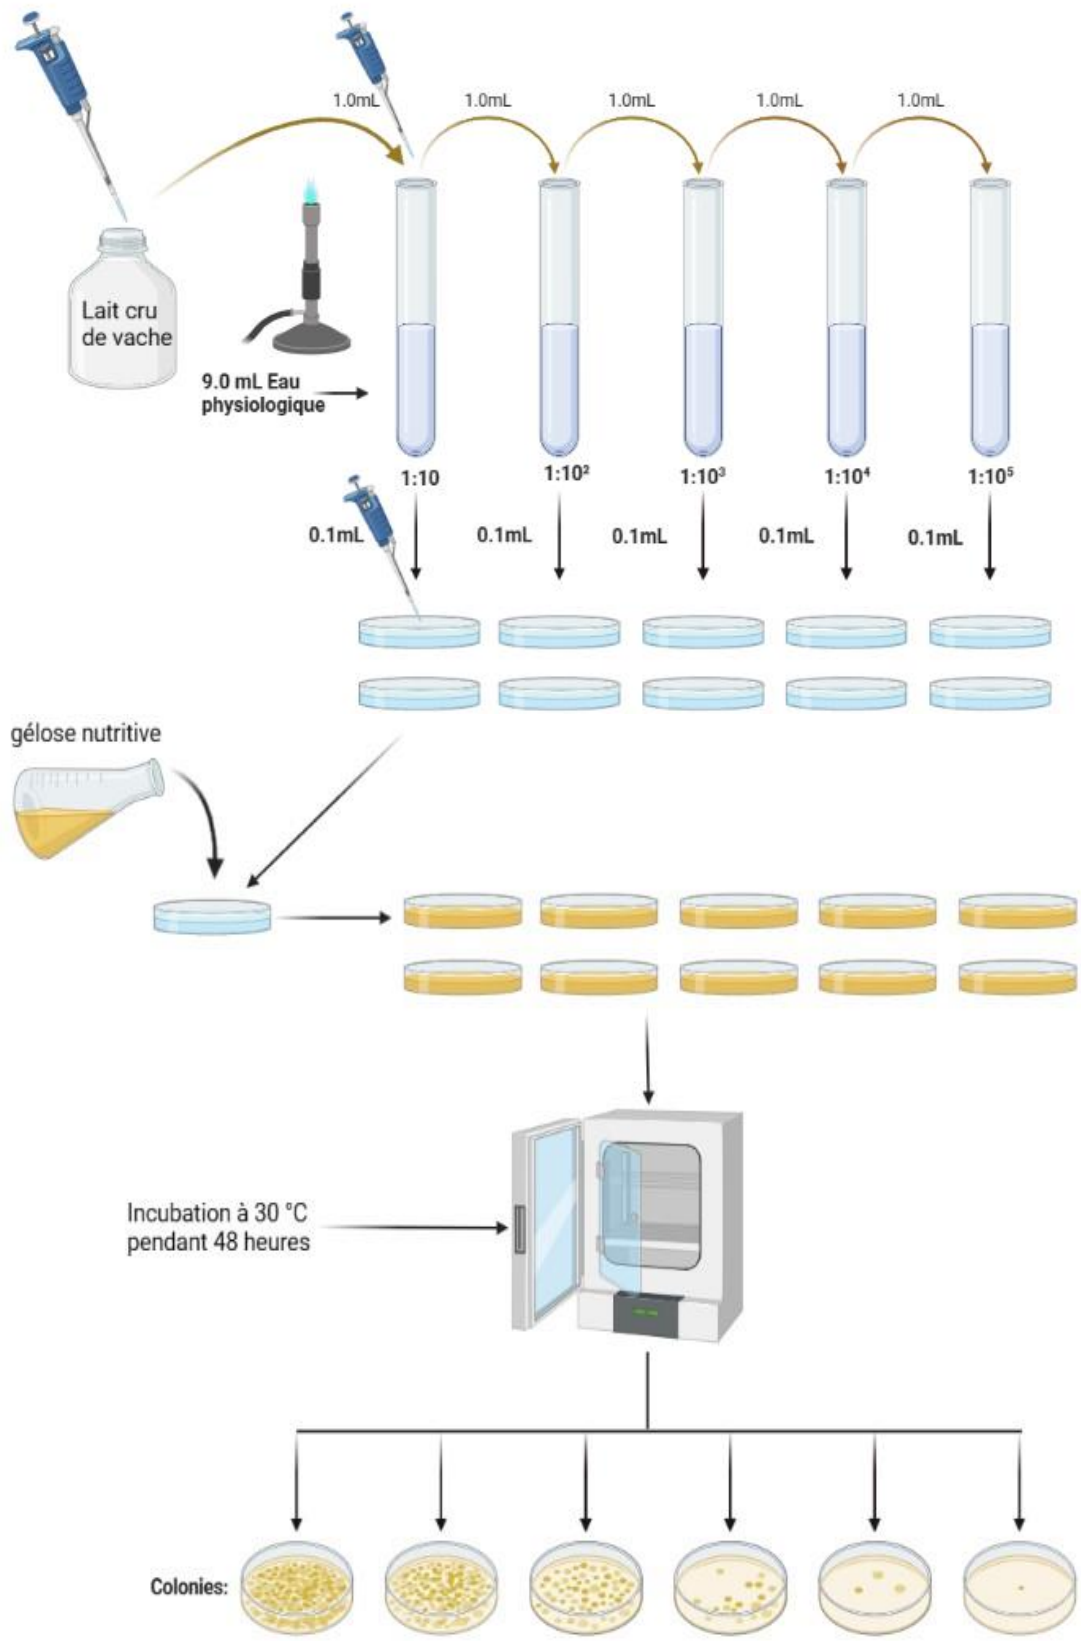 1.0mL 1.0mL 1.0mL 1.0mL 1.0mL
Lait cru
de vache
9.0 mL Eau
physiologique
1:10 1:10² 1:10³ 1:10⁴ 1:10⁵
0.1mL 0.1mL 0.1mL 0.1mL 0.1mL
gélose nutritive
Incubation à 30 °C
pendant 48 heures
Colonies: